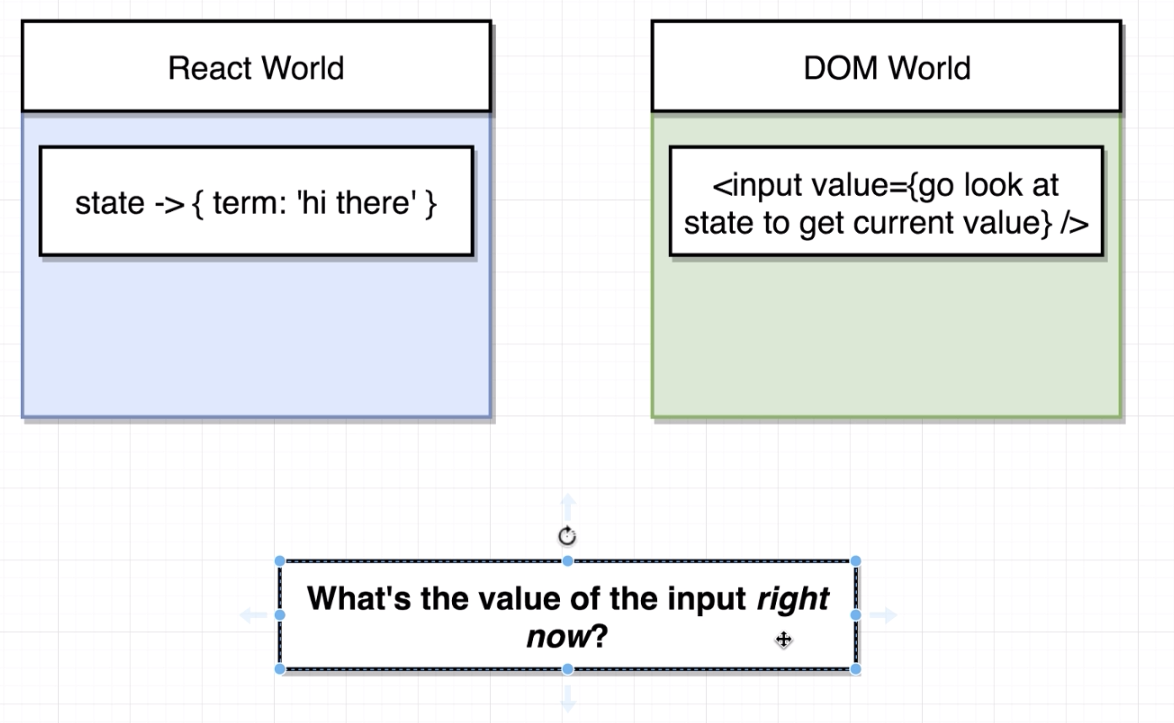 React World
state -> { term: 'hi there' }
DOM World
<input value={go look at
state to get current value} />
What's the value of the input right
now?